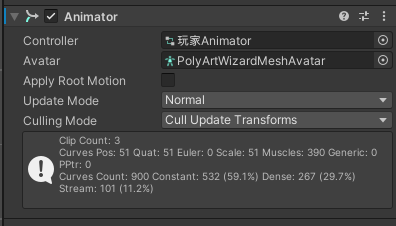 Animator
Controller 玩家Animator
Avatar PolyArtWizardMeshAvatar
Apply Root Motion
Update Mode Normal
Culling Mode Cull Update Transforms
Clip Count: 3
Curves Pos: 51 Quat: 51 Euler: 0 Scale: 51 Muscles: 390 Generic: 0
PPtr: 0
Curves Count: 900 Constant: 532 (59.1%) Dense: 267 (29.7%)
Stream: 101 (11.2%)